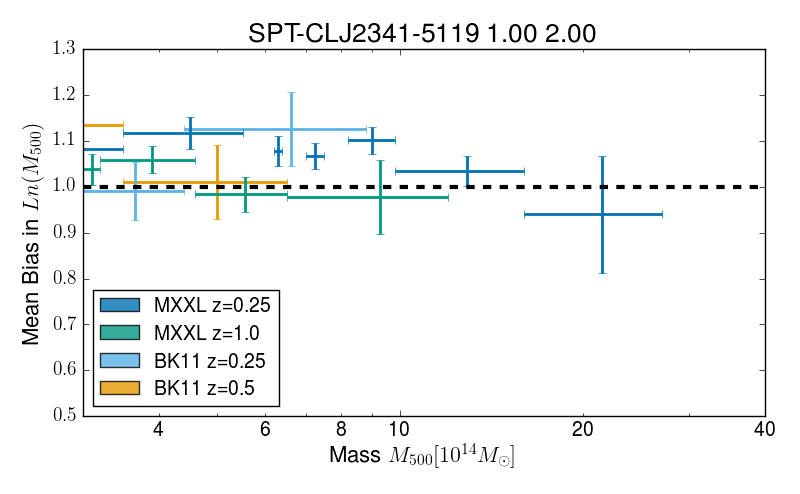 SPT-CLJ2341-5119 1.00 2.00
1.3
1.2
1.1
1.0
0.9
0.8
0.7
0.6
0.5
Mean Bias in Ln(M₅₀₀)
MXXL z=0.25
MXXL z=1.0
BK11 z=0.25
BK11 z=0.5
4 6 8 10 20 40
Mass M₅₀₀[10¹⁴M☉]